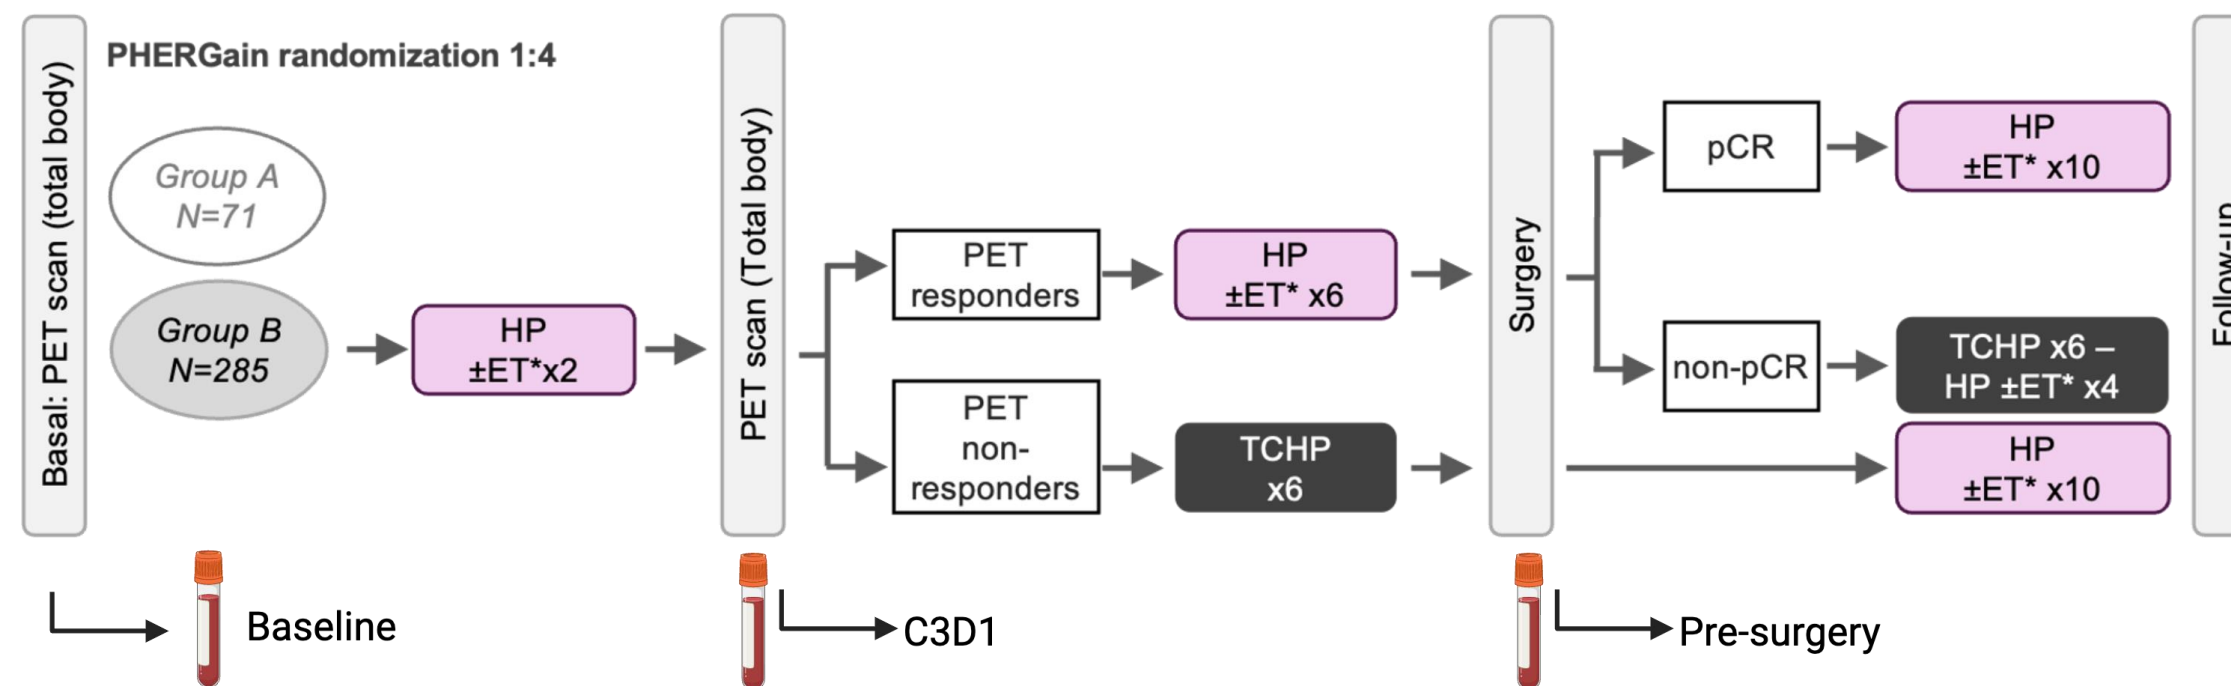 Basal: PET scan (total body)
PHERGain randomization 1:4
Group A
N=71
Group B
N=285
HP
±ET*x2
PET scan (Total body)
PET
responders
HP
±ET* x6
PET
non-
responders
TCHP
x6
Surgery
pCR
HP
±ET* x10
non-pCR
TCHP x6 –
HP ±ET* x4
HP
±ET* x10
Follow-up
Baseline
C3D1
Pre-surgery